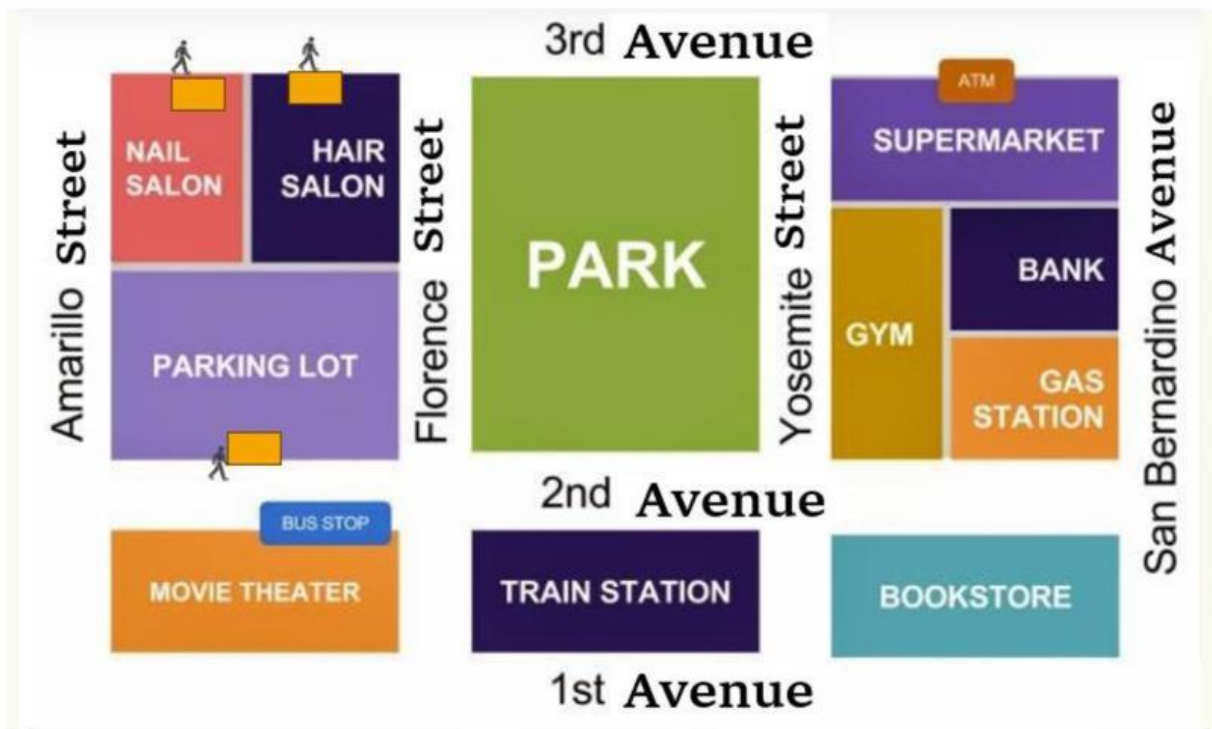 3rd Avenue
ATM
NAIL
SALON
HAIR
SALON
SUPERMARKET
Amarillo Street
Florence Street
PARK
Yosemite Street
BANK
GYM
San Bernardino Avenue
PARKING LOT
GAS
STATION
2nd Avenue
BUS STOP
MOVIE THEATER
TRAIN STATION
BOOKSTORE
1st Avenue